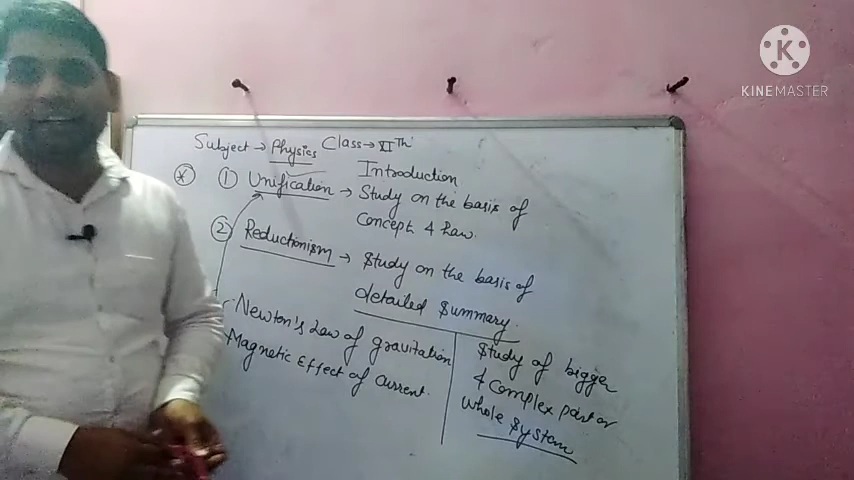 Subject → Physics Class → XI Th
Introduction
① Unification → Study on the basis of
Concept & Law.
② Reductionism → Study on the basis of
detailed Summary.
Newton's Law of gravitation
Magnetic Effect of Current.
Study of bigger
& Complex part or
Whole System
K
KINEMASTER